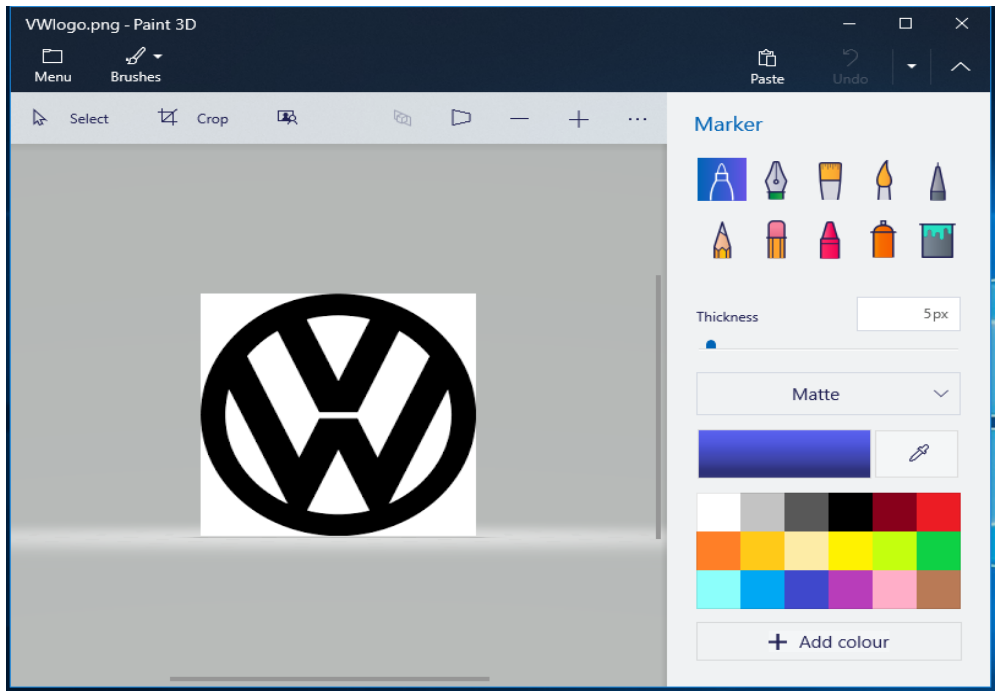 VWlogo.png - Paint 3D
Menu
Brushes
Paste
Undo
Select
Crop
Marker
Thickness
5px
Matte
Add colour